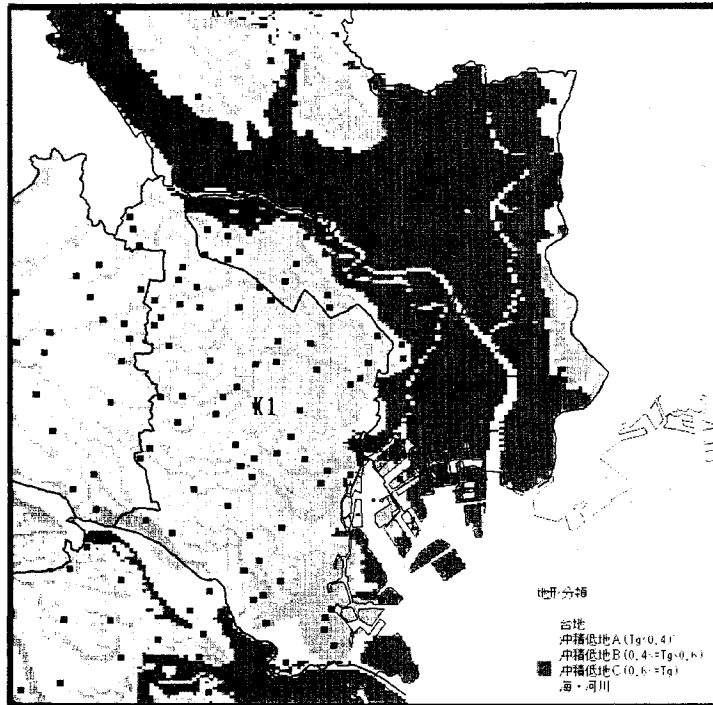 K1
地形分類
台地
沖積低地A(Tg<0.4)
沖積低地B(0.4<=Tg<0.6)
沖積低地C(0.6<=Tg)
海・河川